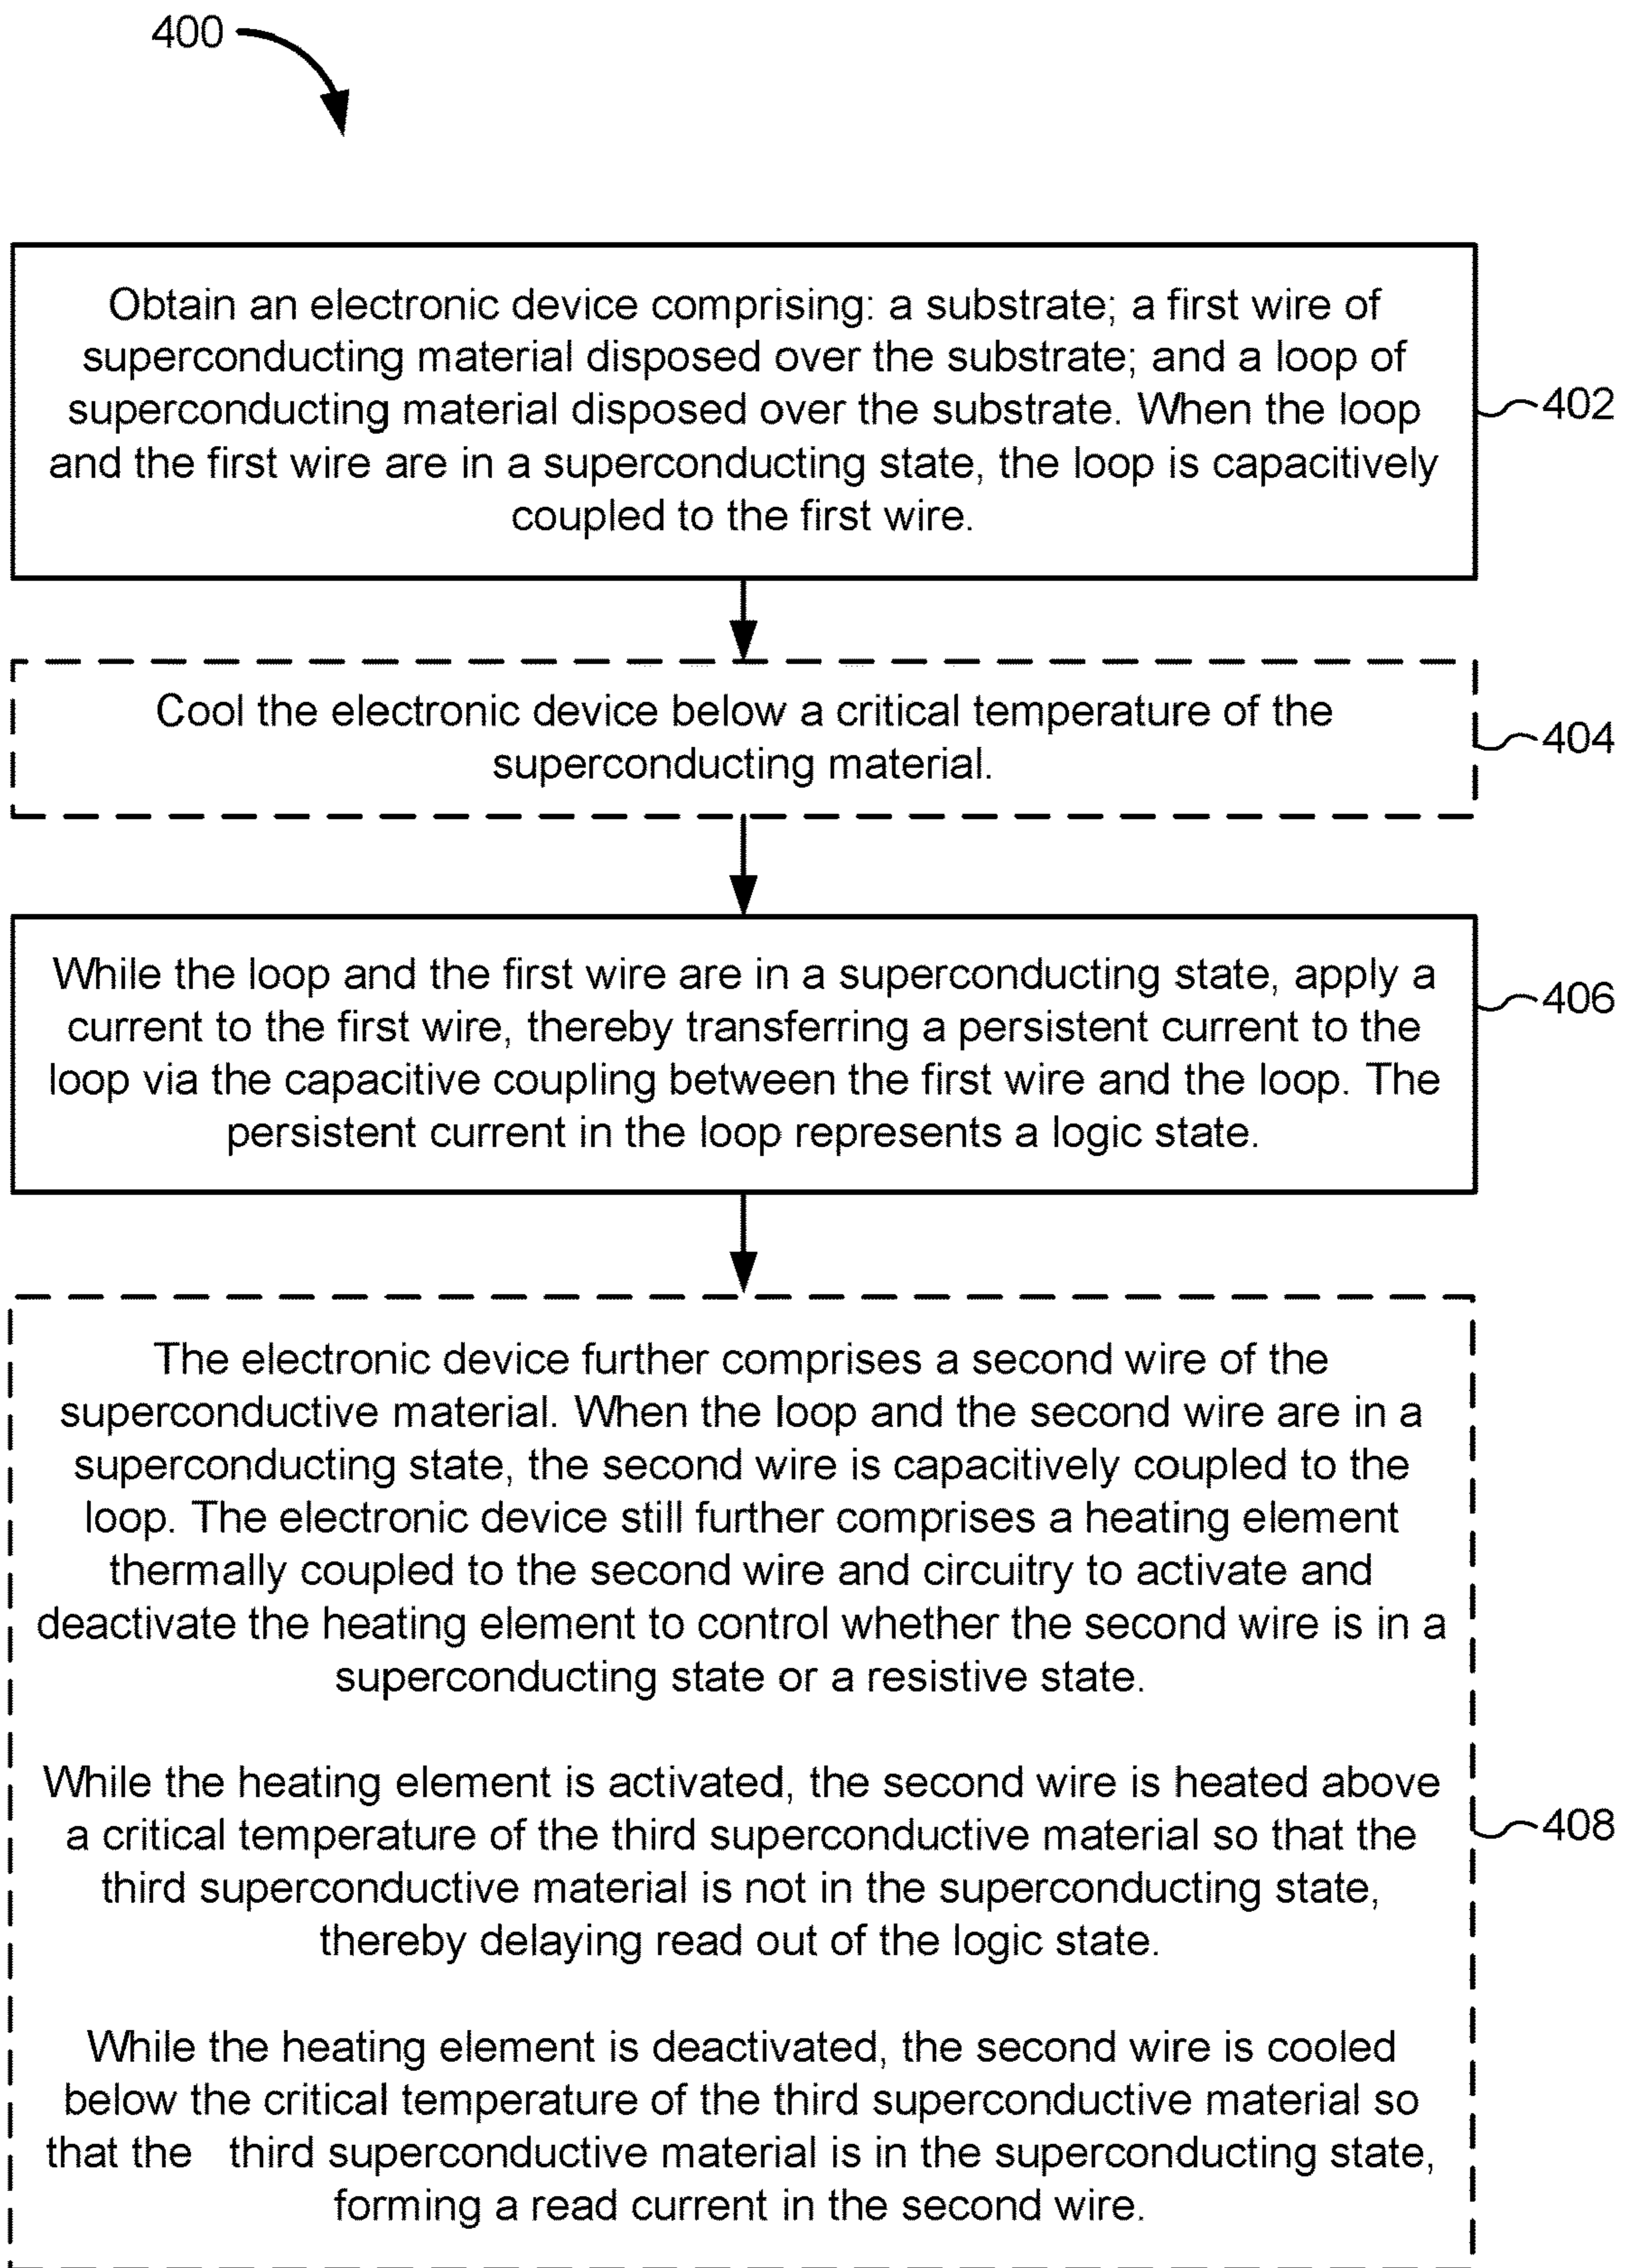 400
Obtain an electronic device comprising: a substrate; a first wire of
superconducting material disposed over the substrate; and a loop of
superconducting material disposed over the substrate. When the loop
and the first wire are in a superconducting state, the loop is capacitively
coupled to the first wire.
402
Cool the electronic device below a critical temperature of the
superconducting material.
404
While the loop and the first wire are in a superconducting state, apply a
current to the first wire, thereby transferring a persistent current to the
loop via the capacitive coupling between the first wire and the loop. The
persistent current in the loop represents a logic state.
406
The electronic device further comprises a second wire of the
superconductive material. When the loop and the second wire are in a
superconducting state, the second wire is capacitively coupled to the
loop. The electronic device still further comprises a heating element
thermally coupled to the second wire and circuitry to activate and
deactivate the heating element to control whether the second wire is in a
superconducting state or a resistive state.
While the heating element is activated, the second wire is heated above
a critical temperature of the third superconductive material so that the
third superconductive material is not in the superconducting state,
thereby delaying read out of the logic state.
While the heating element is deactivated, the second wire is cooled
below the critical temperature of the third superconductive material so
that the third superconductive material is in the superconducting state,
forming a read current in the second wire.
408